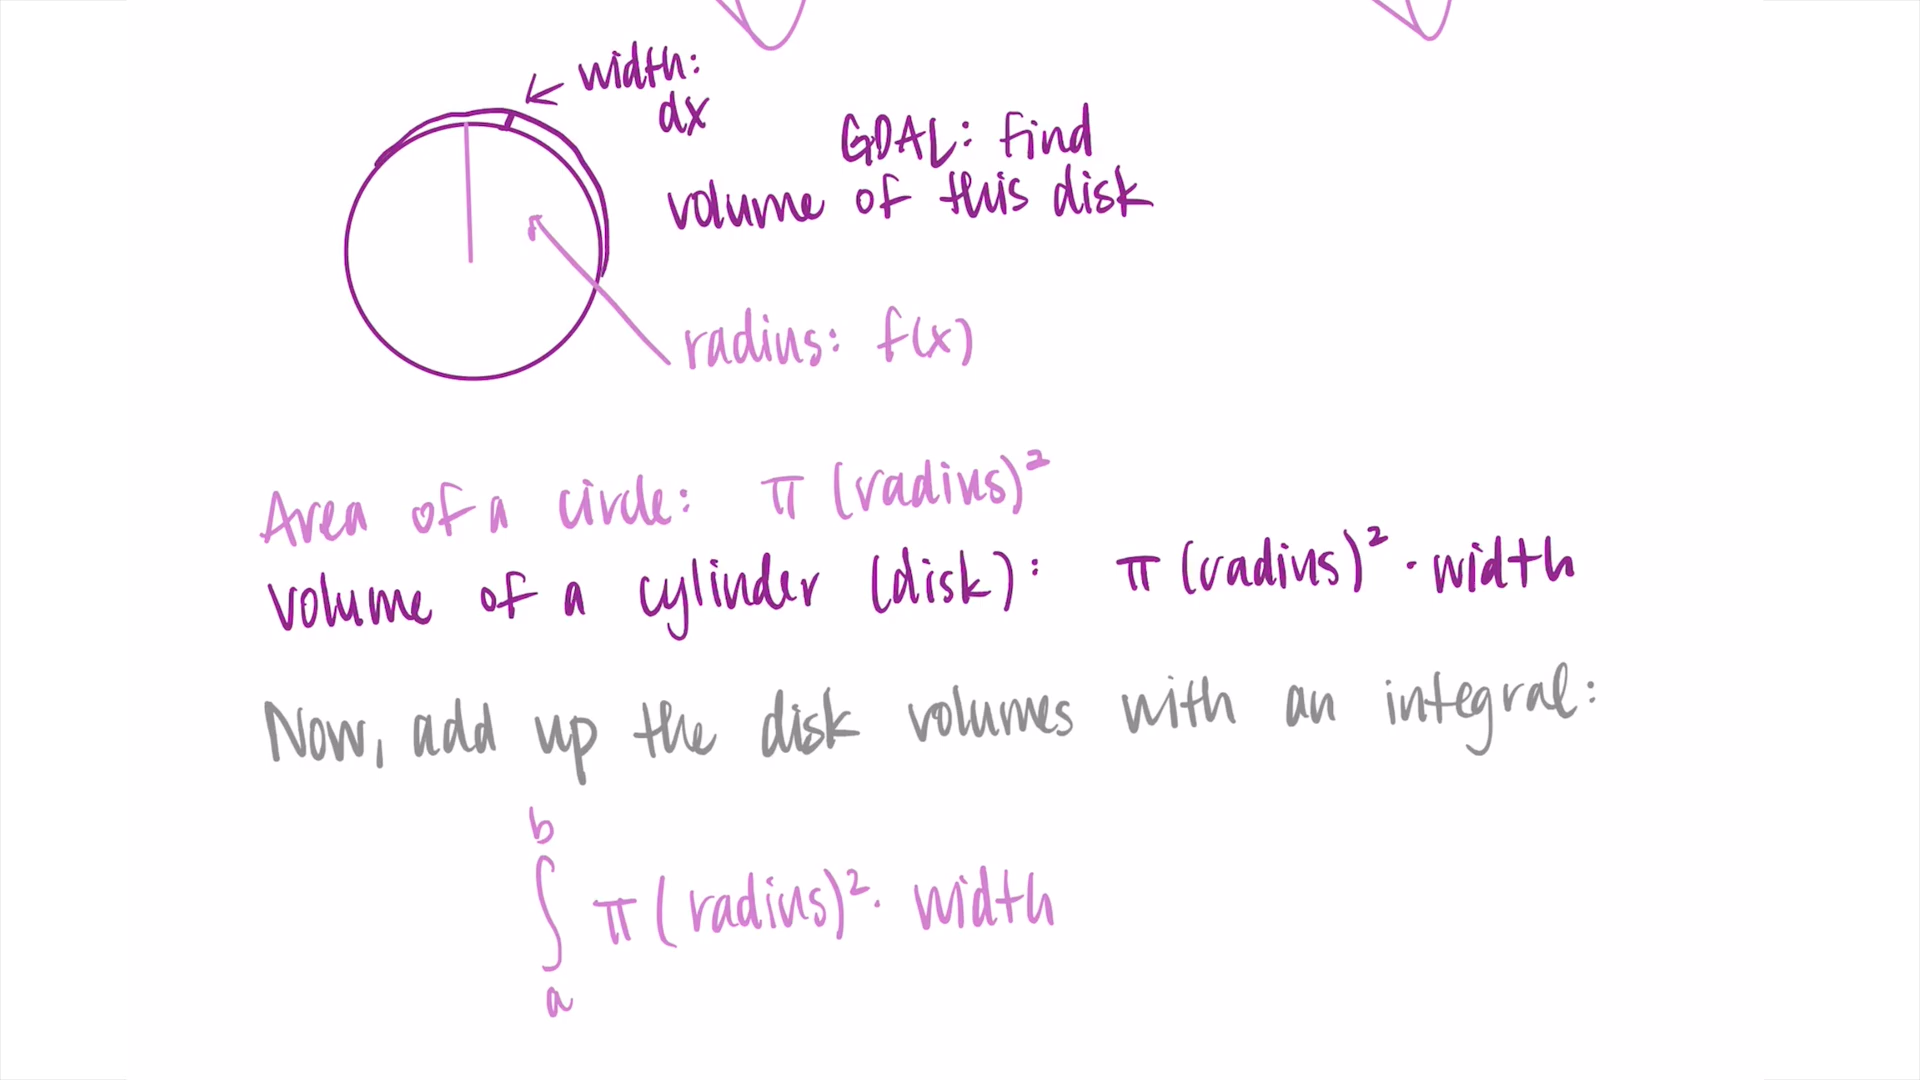 width:
dx
GOAL: find
volume of this disk
radius: f(x)
Area of a circle: π (radius)²
volume of a cylinder (disk): π (radius)² · width
Now, add up the disk volumes with an integral:
b
∫ π (radius)² · width
a